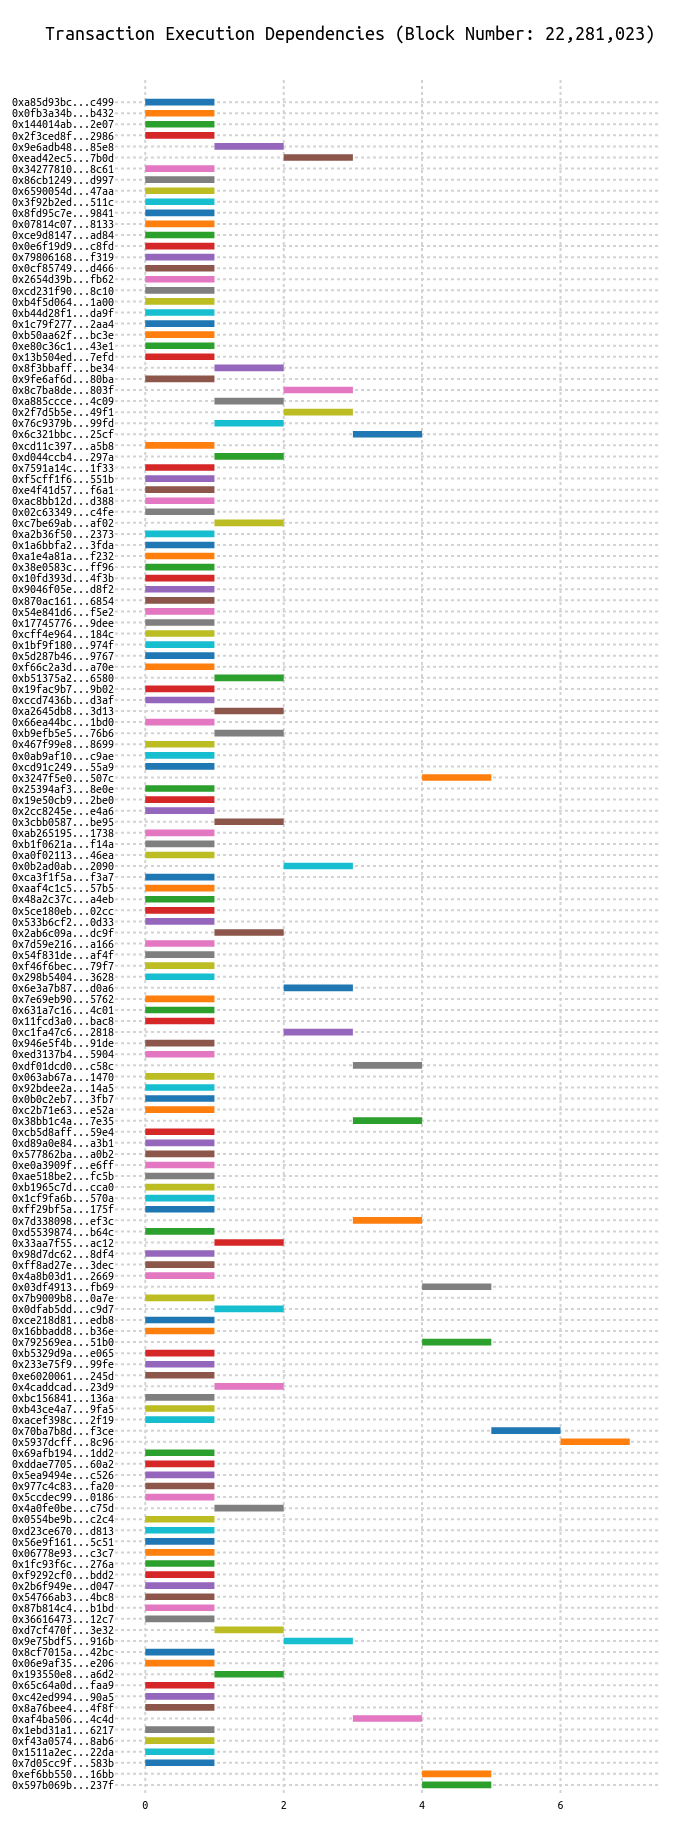 Transaction Execution Dependencies (Block Number: 22,281,023)
0xa85d93bc...c499
0x0fb3a34b...b432
0x144014ab...2e07
0x2f3ced8f...2986
0x9e6adb48...85e8
0xead42ec5...7b0d
0x34277810...8c61
0x86cb1249...d997
0x6590054d...47aa
0x3f92b2ed...511c
0x8fd95c7e...9841
0x07814c07...8133
0xce9d8147...ad84
0x0e6f19d9...c8fd
0x79806168...f319
0x0cf85749...d466
0x2654d39b...fb62
0xcd231f90...8c10
0xb4f5d064...1a00
0xb44d28f1...da9f
0x1c79f277...2aa4
0xb50aa62f...bc3e
0xe80c36c1...43e1
0x13b504ed...7efd
0x8f3bbaff...be34
0x9fe6af6d...80ba
0x8c7ba8de...803f
0xa885ccce...4c09
0x2f7d5b5e...49f1
0x76c9379b...99fd
0x6c321bbc...25cf
0xcd11c397...a5b8
0xd044ccb4...297a
0x7591a14c...1f33
0xf5cff1f6...551b
0xe4f41d57...f6a1
0xac8bb12d...d388
0x02c63349...c4fe
0xc7be69ab...af02
0xa2b36f50...2373
0x1a6bbfa2...3fda
0xa1e4a81a...f232
0x38e0583c...ff96
0x10fd393d...4f3b
0x9046f05e...d8f2
0x870ac161...6854
0x54e841d6...f5e2
0x17745776...9dee
0xcff4e964...184c
0x1bf9f180...974f
0x5d287b46...9767
0xf66c2a3d...a70e
0xb51375a2...6580
0x19fac9b7...9b02
0xccd7436b...d3af
0xa2645db8...3d13
0x66ea44bc...1bd0
0xb9efb5e5...76b6
0x467f99e8...8699
0x0ab9af10...c9ae
0xcd91c249...55a9
0x3247f5e0...507c
0x25394af3...8e0e
0x19e50cb9...2be0
0x2cc8245e...e4a6
0x3cbb0587...be95
0xab265195...1738
0xb1f0621a...f14a
0xa0f02113...46ea
0x0b2ad0ab...2090
0xca3f1f5a...f3a7
0xaaf4c1c5...57b5
0x48a2c37c...a4eb
0x5ce180eb...02cc
0x533b6cf2...0d33
0x2ab6c09a...dc9f
0x7d59e216...a166
0x54f831de...af4f
0xf46f6bec...79f7
0x298b5404...3628
0x6e3a7b87...d0a6
0x7e69eb90...5762
0x631a7c16...4c01
0x11fcd3a0...bac8
0xc1fa47c6...2818
0x946e5f4b...91de
0xed3137b4...5904
0xdf01dcd0...c58c
0x063ab67a...1470
0x92bdee2a...14a5
0x0b0c2eb7...3fb7
0xc2b71e63...e52a
0x38bb1c4a...7e35
0xcb5d8aff...59e4
0xd89a0e84...a3b1
0x577862ba...a0b2
0xe0a3909f...e6ff
0xae518be2...fc5b
0xb1965c7d...cca0
0x1cf9fa6b...570a
0xff29bf5a...175f
0x7d338098...ef3c
0xd5539874...b64c
0x33aa7f55...ac12
0x98d7dc62...8df4
0xff8ad27e...3dec
0x4a8b03d1...2669
0x03df4913...fb69
0x7b9009b8...0a7e
0x0dfab5dd...c9d7
0xce218d81...edb8
0x16bbadd8...b36e
0x792569ea...51b0
0xb5329d9a...e065
0x233e75f9...99fe
0xe6020061...245d
0x4caddcad...23d9
0xbc156841...136a
0xb43ce4a7...9fa5
0xacef398c...2f19
0x70ba7b8d...f3ce
0x5937dcff...8c96
0x69afb194...1dd2
0xddae7705...60a2
0x5ea9494e...c526
0x977c4c83...fa20
0x5ccdec99...0186
0x4a0fe0be...c75d
0x0554be9b...c2c4
0xd23ce670...d813
0x56e9f161...5c51
0x06778e93...c3c7
0x1fc93f6c...276a
0xf9292cf0...bdd2
0x2b6f949e...d047
0x54766ab3...4bc8
0x87b814c4...b1bd
0x36616473...12c7
0xd7cf470f...3e32
0x9e75bdf5...916b
0x8cf7015a...42bc
0x06e9af35...e206
0x193550e8...a6d2
0x65c64a0d...faa9
0xc42ed994...90a5
0x8a76bee4...4f8f
0xaf4ba506...4c4d
0x1ebd31a1...6217
0xf43a0574...8ab6
0x1511a2ec...22da
0x7d05cc9f...583b
0xef6bb550...16bb
0x597b069b...237f
0 2 4 6